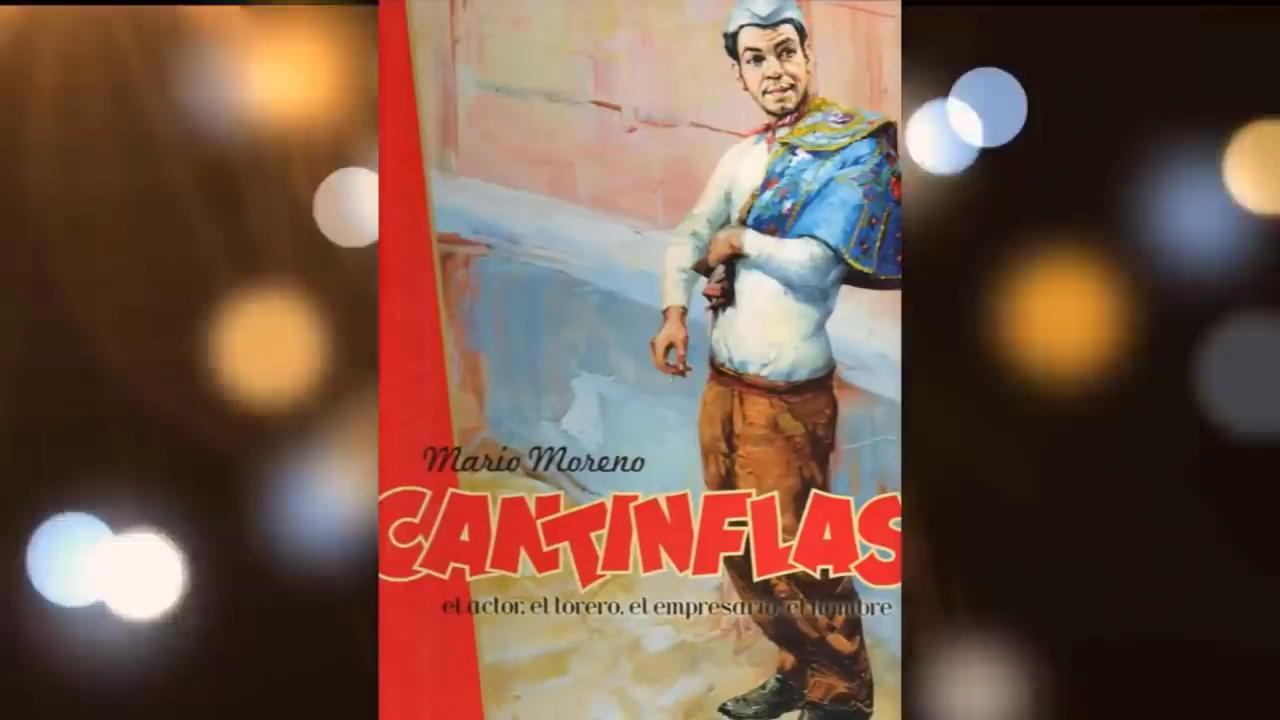 Mario Moreno
CANTINFLAS
el actor, el torero, el empresario, el hombre